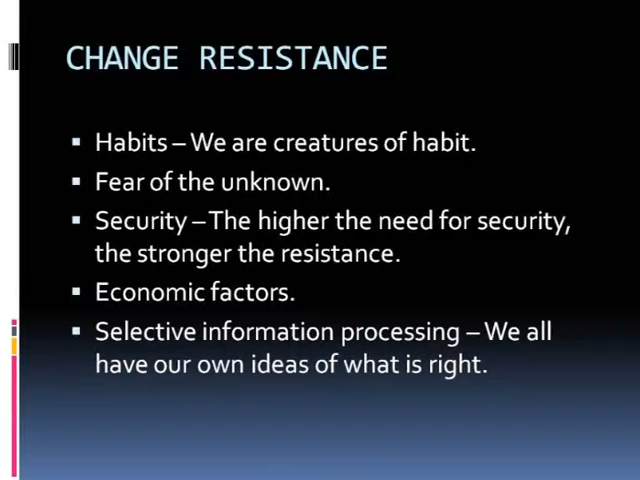 CHANGE RESISTANCE
▪ Habits – We are creatures of habit.
▪ Fear of the unknown.
▪ Security – The higher the need for security,
the stronger the resistance.
▪ Economic factors.
▪ Selective information processing – We all
have our own ideas of what is right.